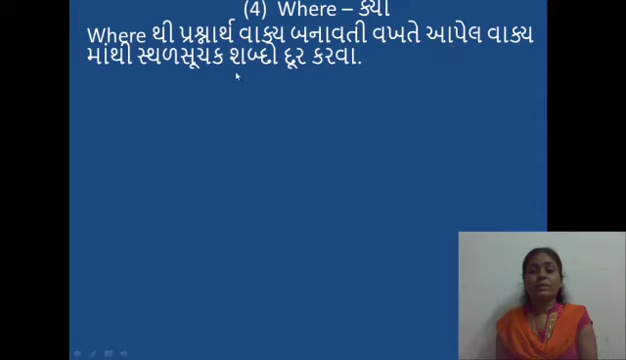 (4) Where – ક્યાં
Where થી પ્રશ્નાર્થ વાક્ય બનાવતી વખતે આપેલ વાક્ય
માંથી સ્થળસૂચક શબ્દો દૂર કરવા.